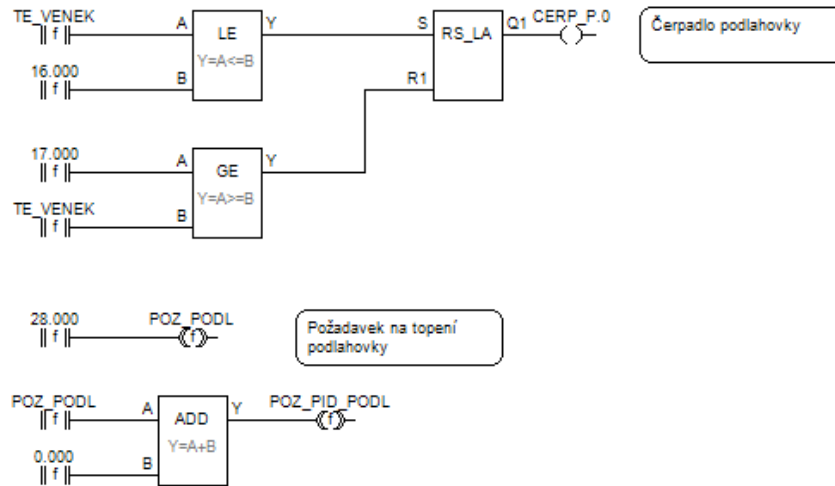 TE_VENEK
f
A
LE
Y
Y=A<=B
16.000
f
B
S
RS_LA
Q1
CERP_P.0
R1
Čerpadlo podlahovky
17.000
f
A
GE
Y
Y=A>=B
TE_VENEK
f
B
28.000
f
POZ_PODL
f
Požadavek na topení
podlahovky
POZ_PODL
f
A
ADD
Y
Y=A+B
POZ_PID_PODL
f
0.000
f
B